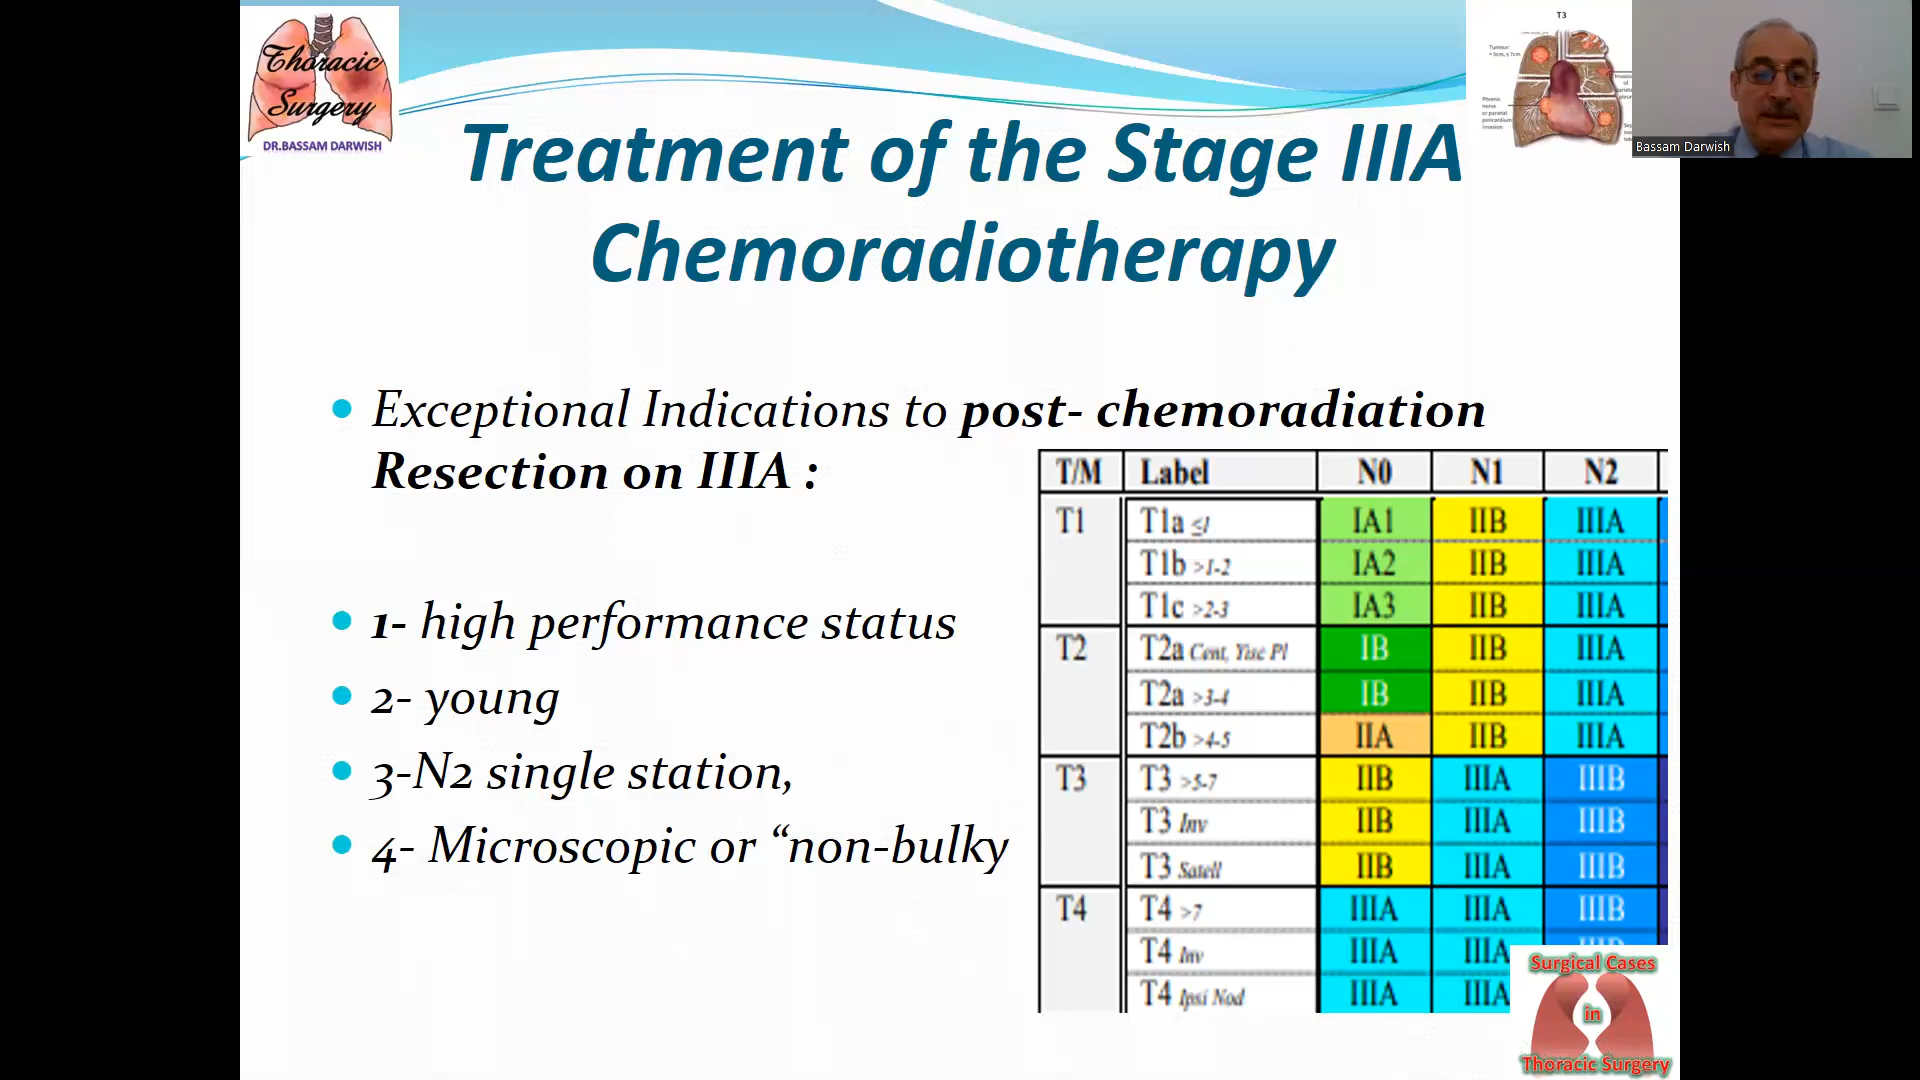 Thoracic
Surgery
DR.BASSAM DARWISH
T3
Bassam Darwish
Treatment of the Stage IIIA
Chemoradiotherapy
Exceptional Indications to post- chemoradiation
Resection on IIIA :
1- high performance status
2- young
3-N2 single station,
4- Microscopic or “non-bulky
T/M Label N0 N1 N2
T1 T1a ≤1 IA1 IIB IIIA
T1b >1-2 IA2 IIB IIIA
T1c >2-3 IA3 IIB IIIA
T2 T2a Cent, Visc Pl IB IIB IIIA
T2a >3-4 IB IIB IIIA
T2b >4-5 IIA IIB IIIA
T3 T3 >5-7 IIB IIIA IIIB
T3 Inv IIB IIIA IIIB
T3 Satell IIB IIIA IIIB
T4 T4 >7 IIIA IIIA IIIB
T4 Inv IIIA IIIA
T4 Ipsi Nod IIIA IIIA
Surgical Cases
in
Thoracic Surgery